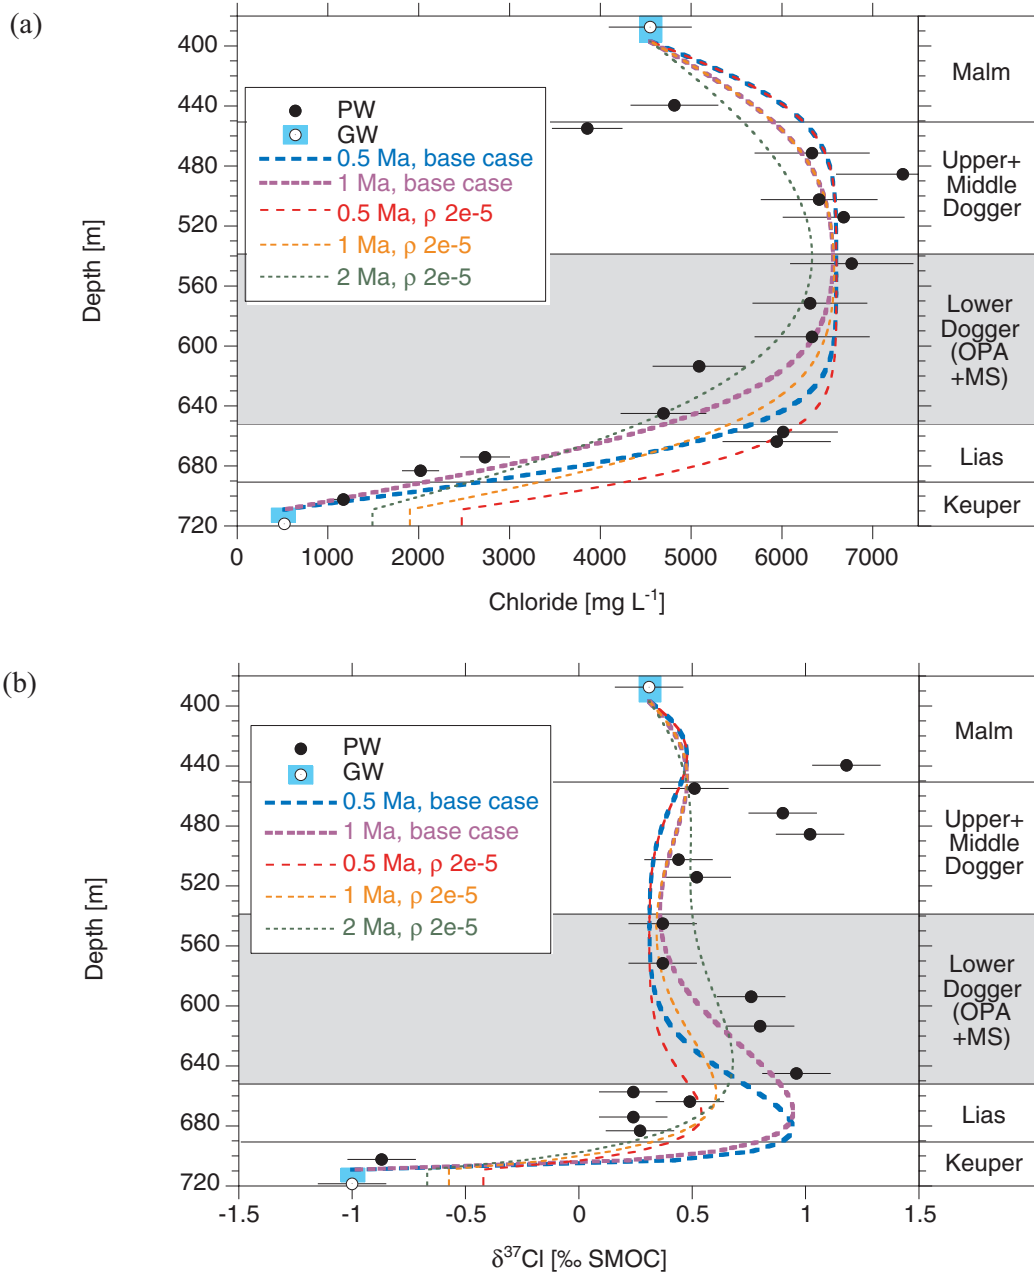 (a)
400
440
480
520
560
600
640
680
720
Depth [m]
PW
GW
0.5 Ma, base case
1 Ma, base case
0.5 Ma, ρ 2e-5
1 Ma, ρ 2e-5
2 Ma, ρ 2e-5
Malm
Upper+
Middle
Dogger
Lower
Dogger
(OPA
+MS)
Lias
Keuper
0
1000
2000
3000
4000
5000
6000
7000
Chloride [mg L⁻¹]
(b)
400
440
480
520
560
600
640
680
720
Depth [m]
PW
GW
0.5 Ma, base case
1 Ma, base case
0.5 Ma, ρ 2e-5
1 Ma, ρ 2e-5
2 Ma, ρ 2e-5
Malm
Upper+
Middle
Dogger
Lower
Dogger
(OPA
+MS)
Lias
Keuper
-1.5
-1
-0.5
0
0.5
1
1.5
δ³⁷Cl [‰ SMOC]